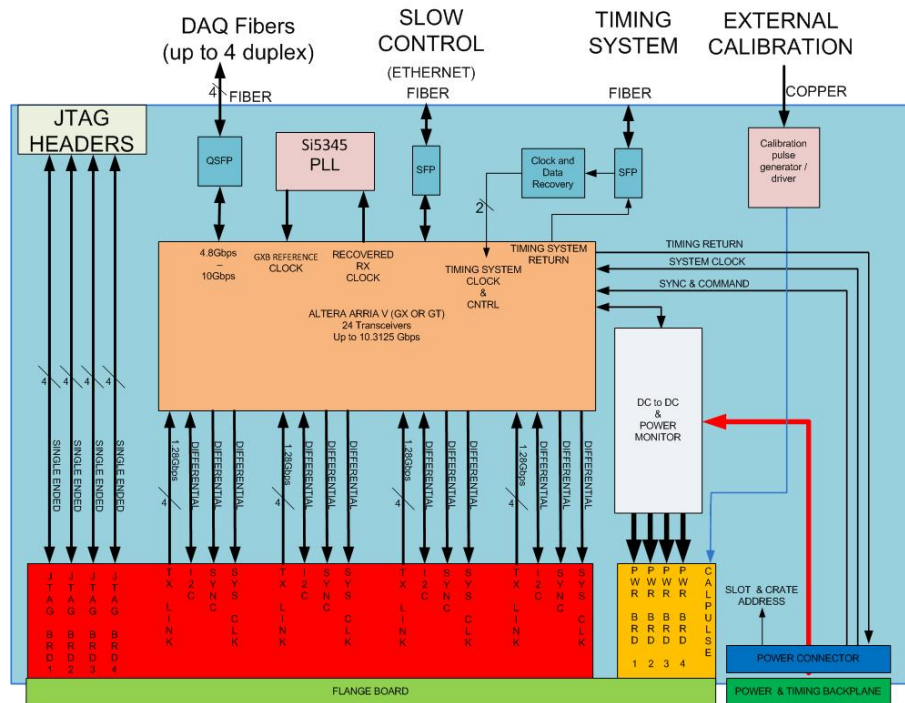 DAQ Fibers
(up to 4 duplex)
SLOW
CONTROL
(ETHERNET)
TIMING
SYSTEM
EXTERNAL
CALIBRATION
4
FIBER
FIBER
FIBER
COPPER
JTAG
HEADERS
QSFP
Si5345
PLL
SFP
Clock and
Data
Recovery
SFP
Calibration
pulse
generator /
driver
2
4.8Gbps
–
10Gbps
GXB REFERENCE
CLOCK
RECOVERED
RX
CLOCK
TIMING SYSTEM
CLOCK
&
CNTRL
TIMING SYSTEM
RETURN
TIMING RETURN
SYSTEM CLOCK
SYNC & COMMAND
ALTERA ARRIA V (GX OR GT)
24 Transceivers
Up to 10.3125 Gbps
DC to DC
&
POWER
MONITOR
4
4
4
4
SINGLE ENDED
SINGLE ENDED
SINGLE ENDED
SINGLE ENDED
1.28Gbps
4
DIFFERENTIAL
DIFFERENTIAL
DIFFERENTIAL
1.28Gbps
4
DIFFERENTIAL
DIFFERENTIAL
DIFFERENTIAL
1.28Gbps
4
DIFFERENTIAL
DIFFERENTIAL
DIFFERENTIAL
1.28Gbps
4
DIFFERENTIAL
DIFFERENTIAL
DIFFERENTIAL
JTAG BRD1
JTAG BRD2
JTAG BRD3
JTAG BRD4
TX LINK
I2C
SYNC
SYS CLK
TX LINK
I2C
SYNC
SYS CLK
TX LINK
I2C
SYNC
SYS CLK
TX LINK
I2C
SYNC
SYS CLK
PWR BRD 1
PWR BRD 2
PWR BRD 3
PWR BRD 4
CALPULSE
SLOT & CRATE
ADDRESS
POWER CONNECTOR
FLANGE BOARD
POWER & TIMING BACKPLANE